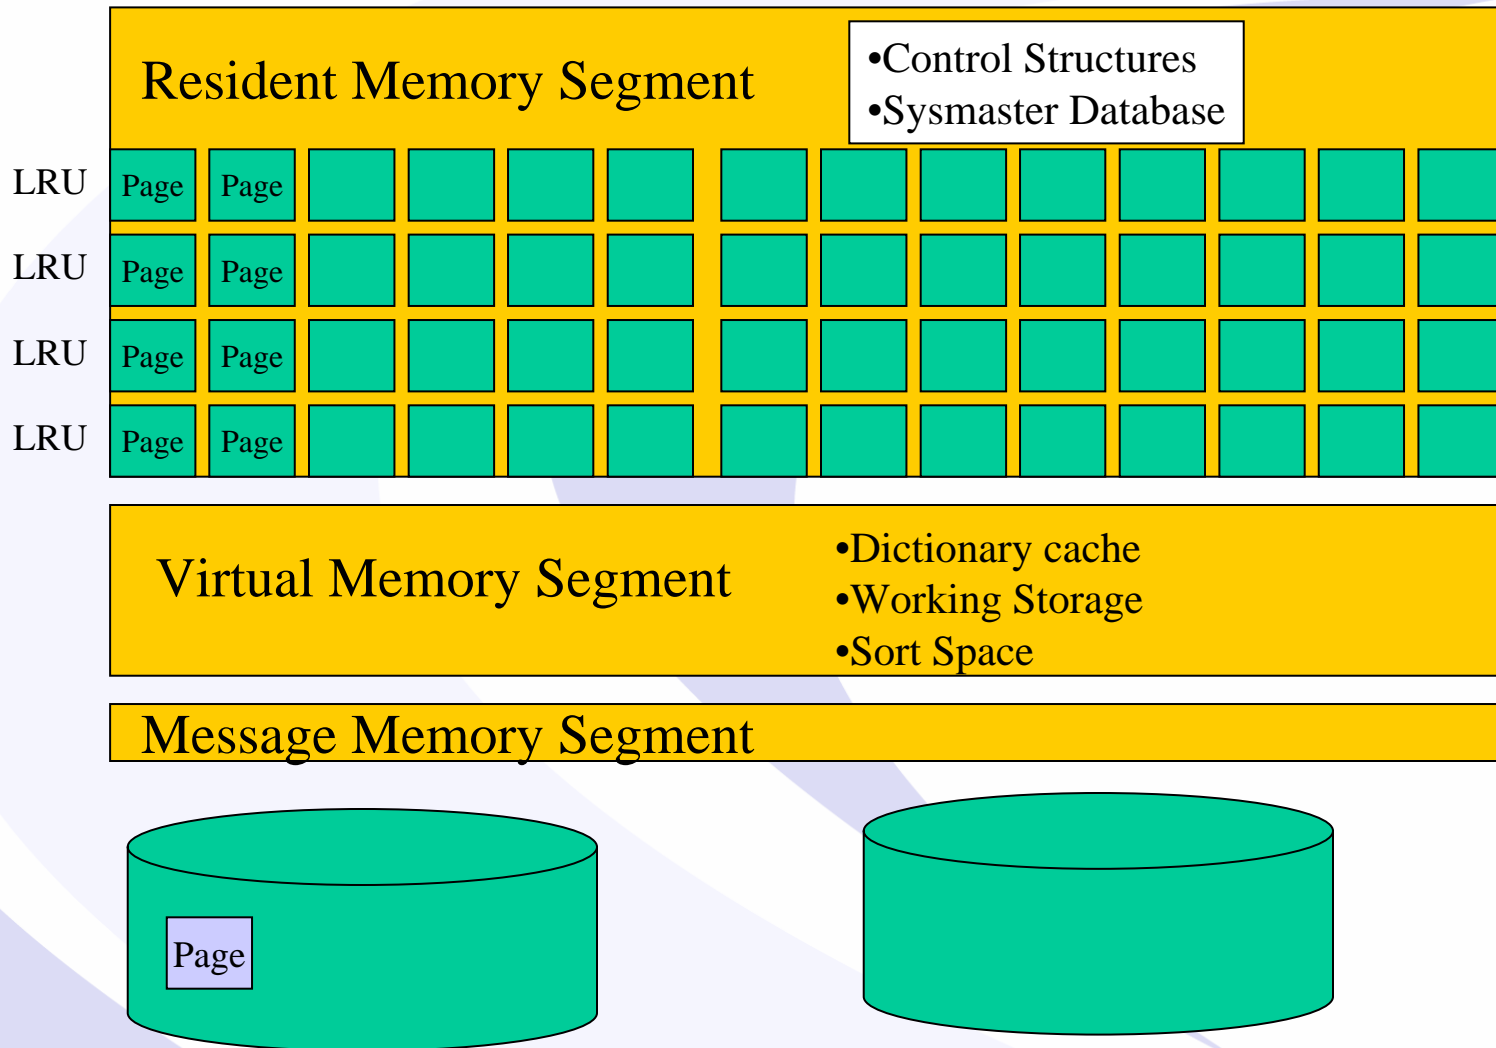 Resident Memory Segment
•Control Structures
•Sysmaster Database
LRU Page Page
LRU Page Page
LRU Page Page
LRU Page Page
Virtual Memory Segment
•Dictionary cache
•Working Storage
•Sort Space
Message Memory Segment
Page